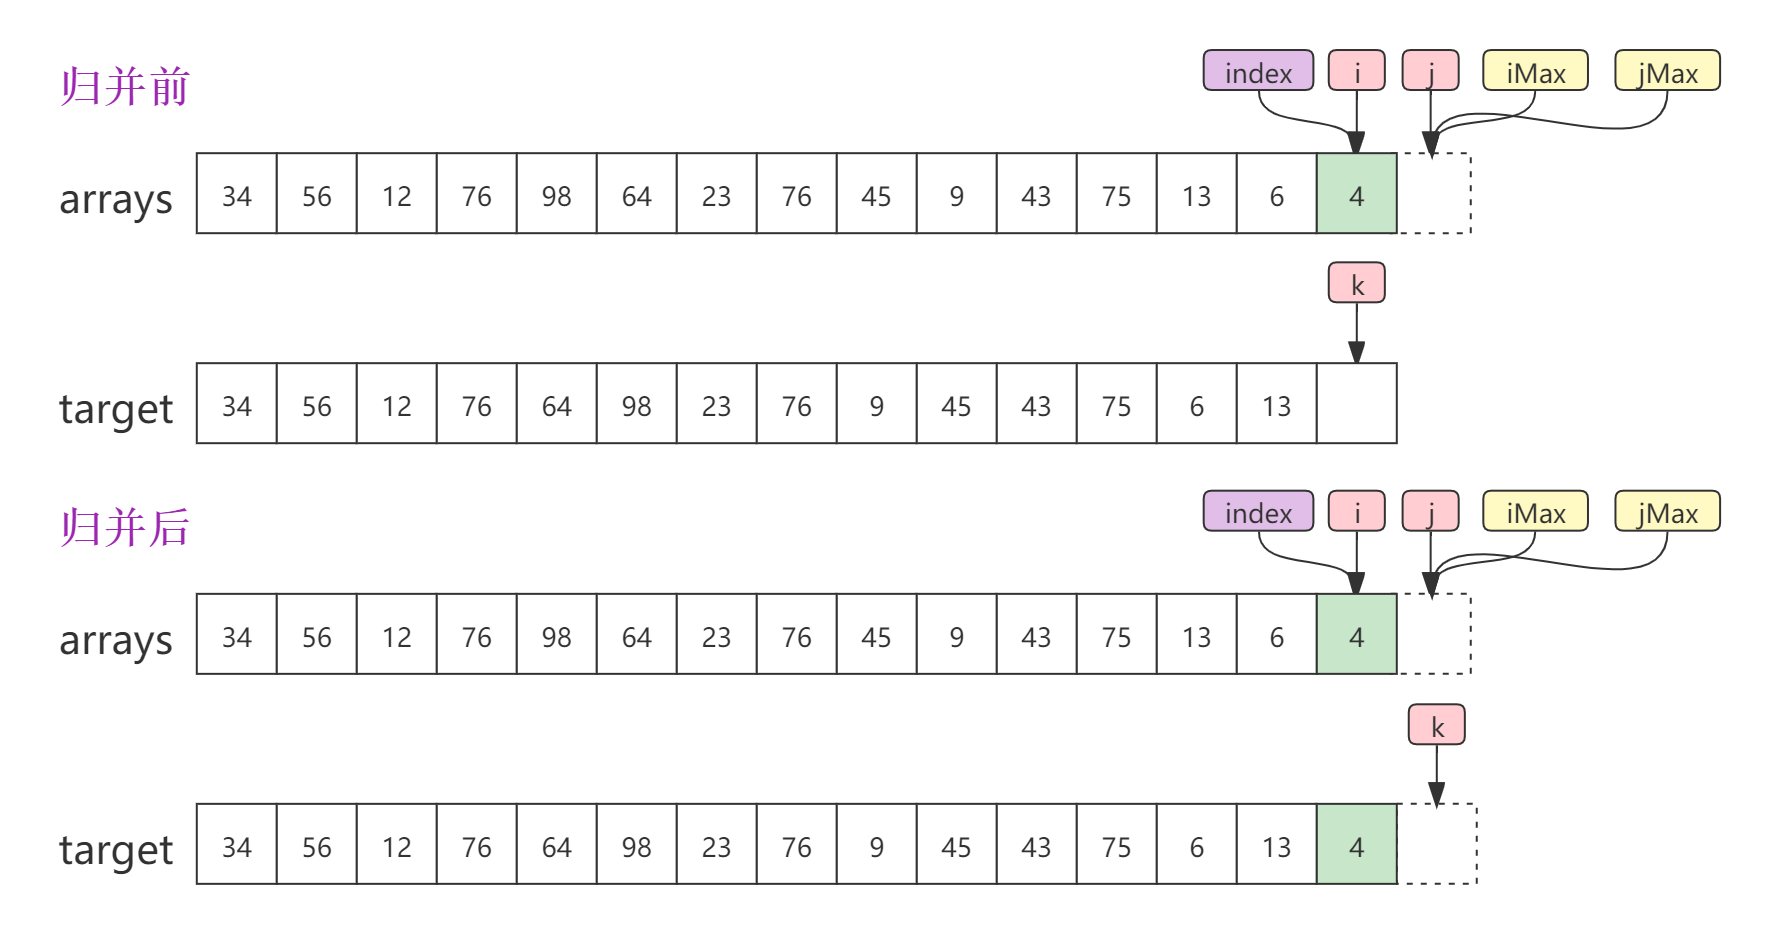 归并前
index i j iMax jMax
arrays 34 56 12 76 98 64 23 76 45 9 43 75 13 6 4
k
target 34 56 12 76 64 98 23 76 9 45 43 75 6 13
归并后
index i j iMax jMax
arrays 34 56 12 76 98 64 23 76 45 9 43 75 13 6 4
k
target 34 56 12 76 64 98 23 76 9 45 43 75 6 13 4